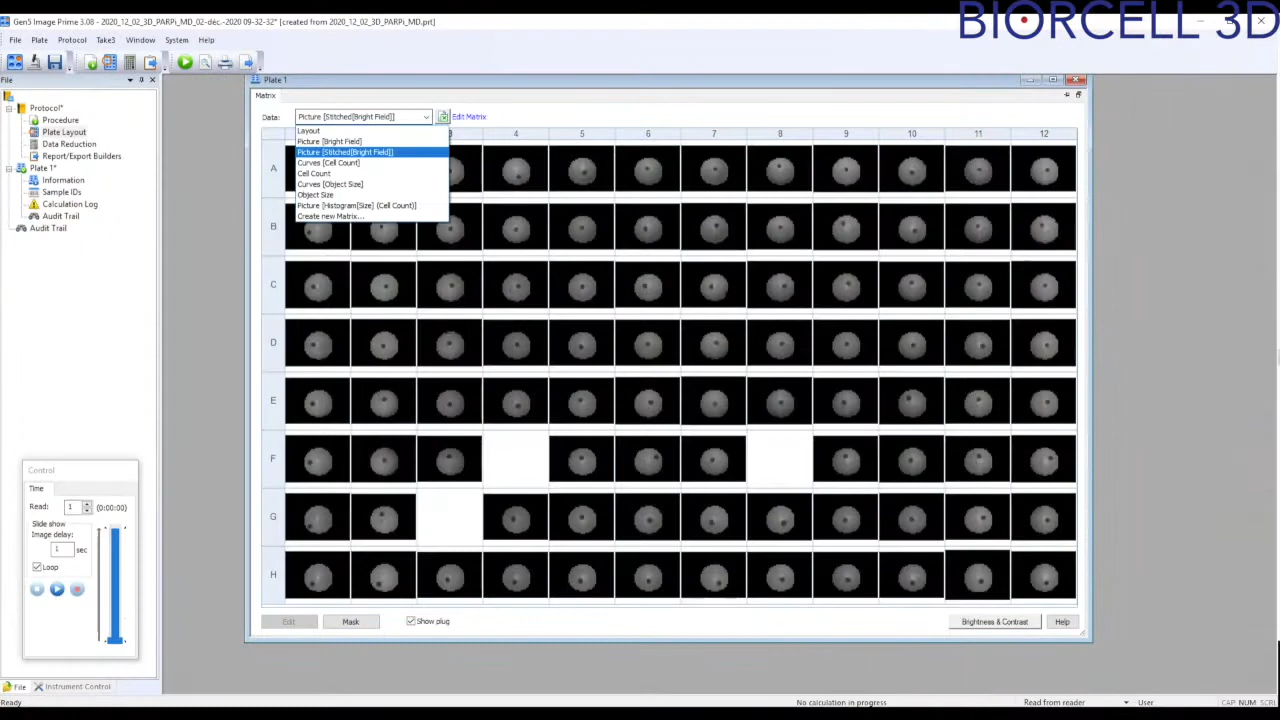 Gen5 Image Prime 3.08 - 2020_12_02_3D_PARPi_MD_02-déc.-2020 09-32-32* [created from 2020_12_02_3D_PARPi_MD.prt]
BIORCELL 3D
File Plate Protocol Take3 Window System Help
File
Plate 1
Protocol*
Procedure
Plate Layout
Data Reduction
Report/Export Builders
Plate 1*
Information
Sample IDs
Calculation Log
Audit Trail
Audit Trail
Matrix
Data: Picture [Stitched[Bright Field]] Edit Matrix
Layout
Picture [Bright Field]
Picture [Stitched[Bright Field]]
Curves [Cell Count]
Cell Count
Curves [Object Size]
Object Size
Picture [Histogram[Size] (Cell Count)]
Create new Matrix...
3 4 5 6 7 8 9 10 11 12
A
B
C
D
E
F
G
H
Control
Time
Read: 1 (0:00:00)
Slide show
Image delay:
1 sec
Loop
Edit Mask Show plug Brightness & Contrast Help
File Instrument Control
Ready No calculation in progress Read from reader User CAP NUM SCRL